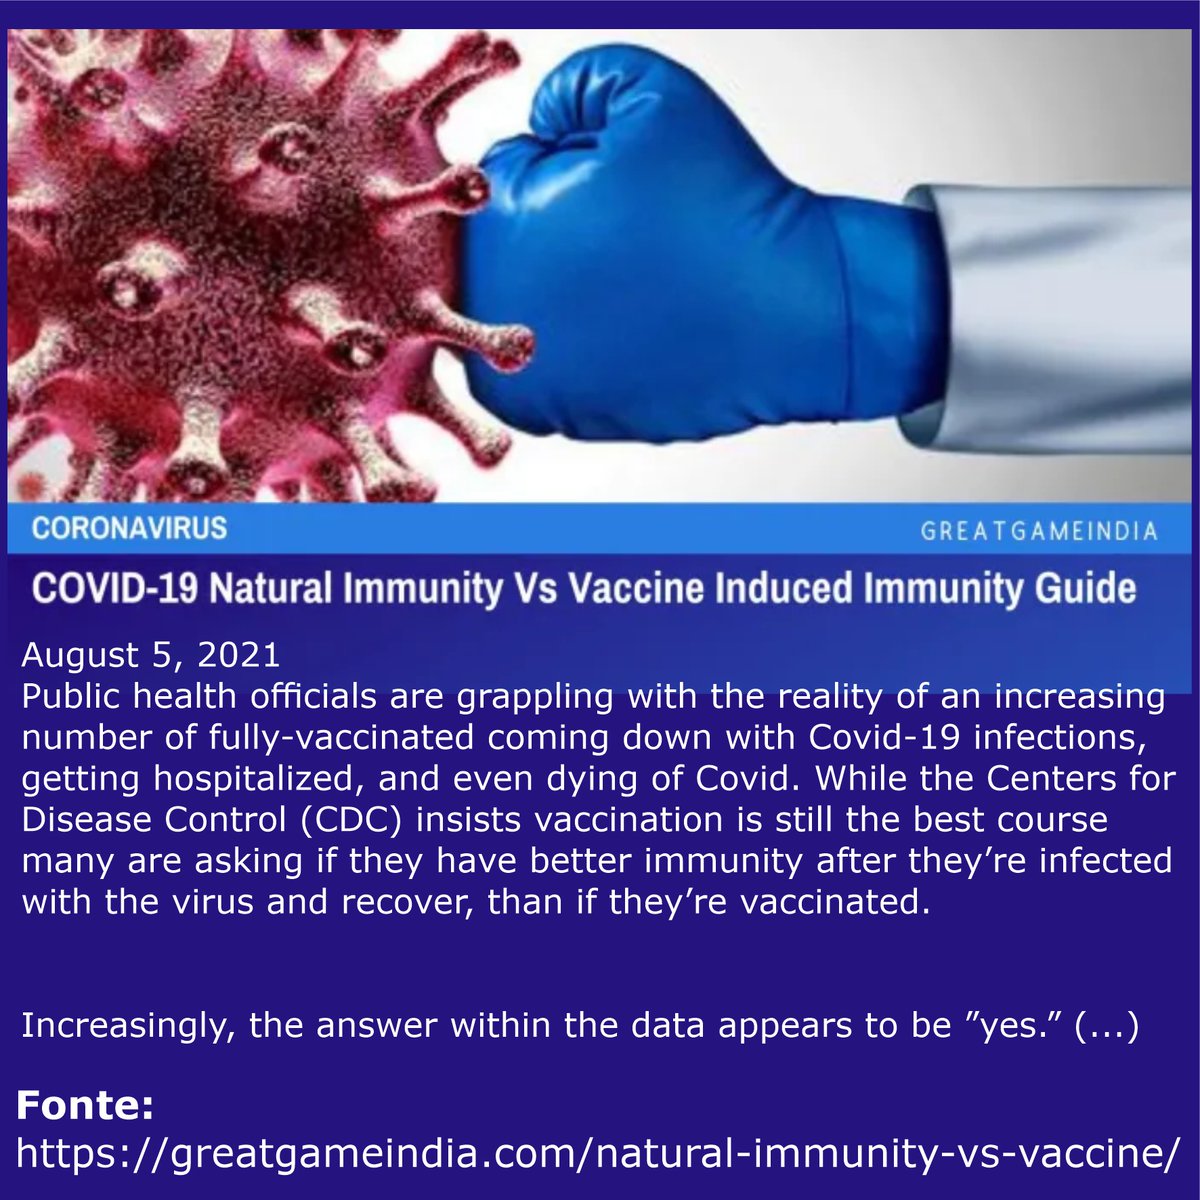 CORONAVIRUS
GREATGAMEINDIA
COVID-19 Natural Immunity Vs Vaccine Induced Immunity Guide
August 5, 2021
Public health officials are grappling with the reality of an increasing
number of fully-vaccinated coming down with Covid-19 infections,
getting hospitalized, and even dying of Covid. While the Centers for
Disease Control (CDC) insists vaccination is still the best course
many are asking if they have better immunity after they’re infected
with the virus and recover, than if they’re vaccinated.
Increasingly, the answer within the data appears to be ”yes.” (...)
Fonte:
https://greatgameindia.com/natural-immunity-vs-vaccine/